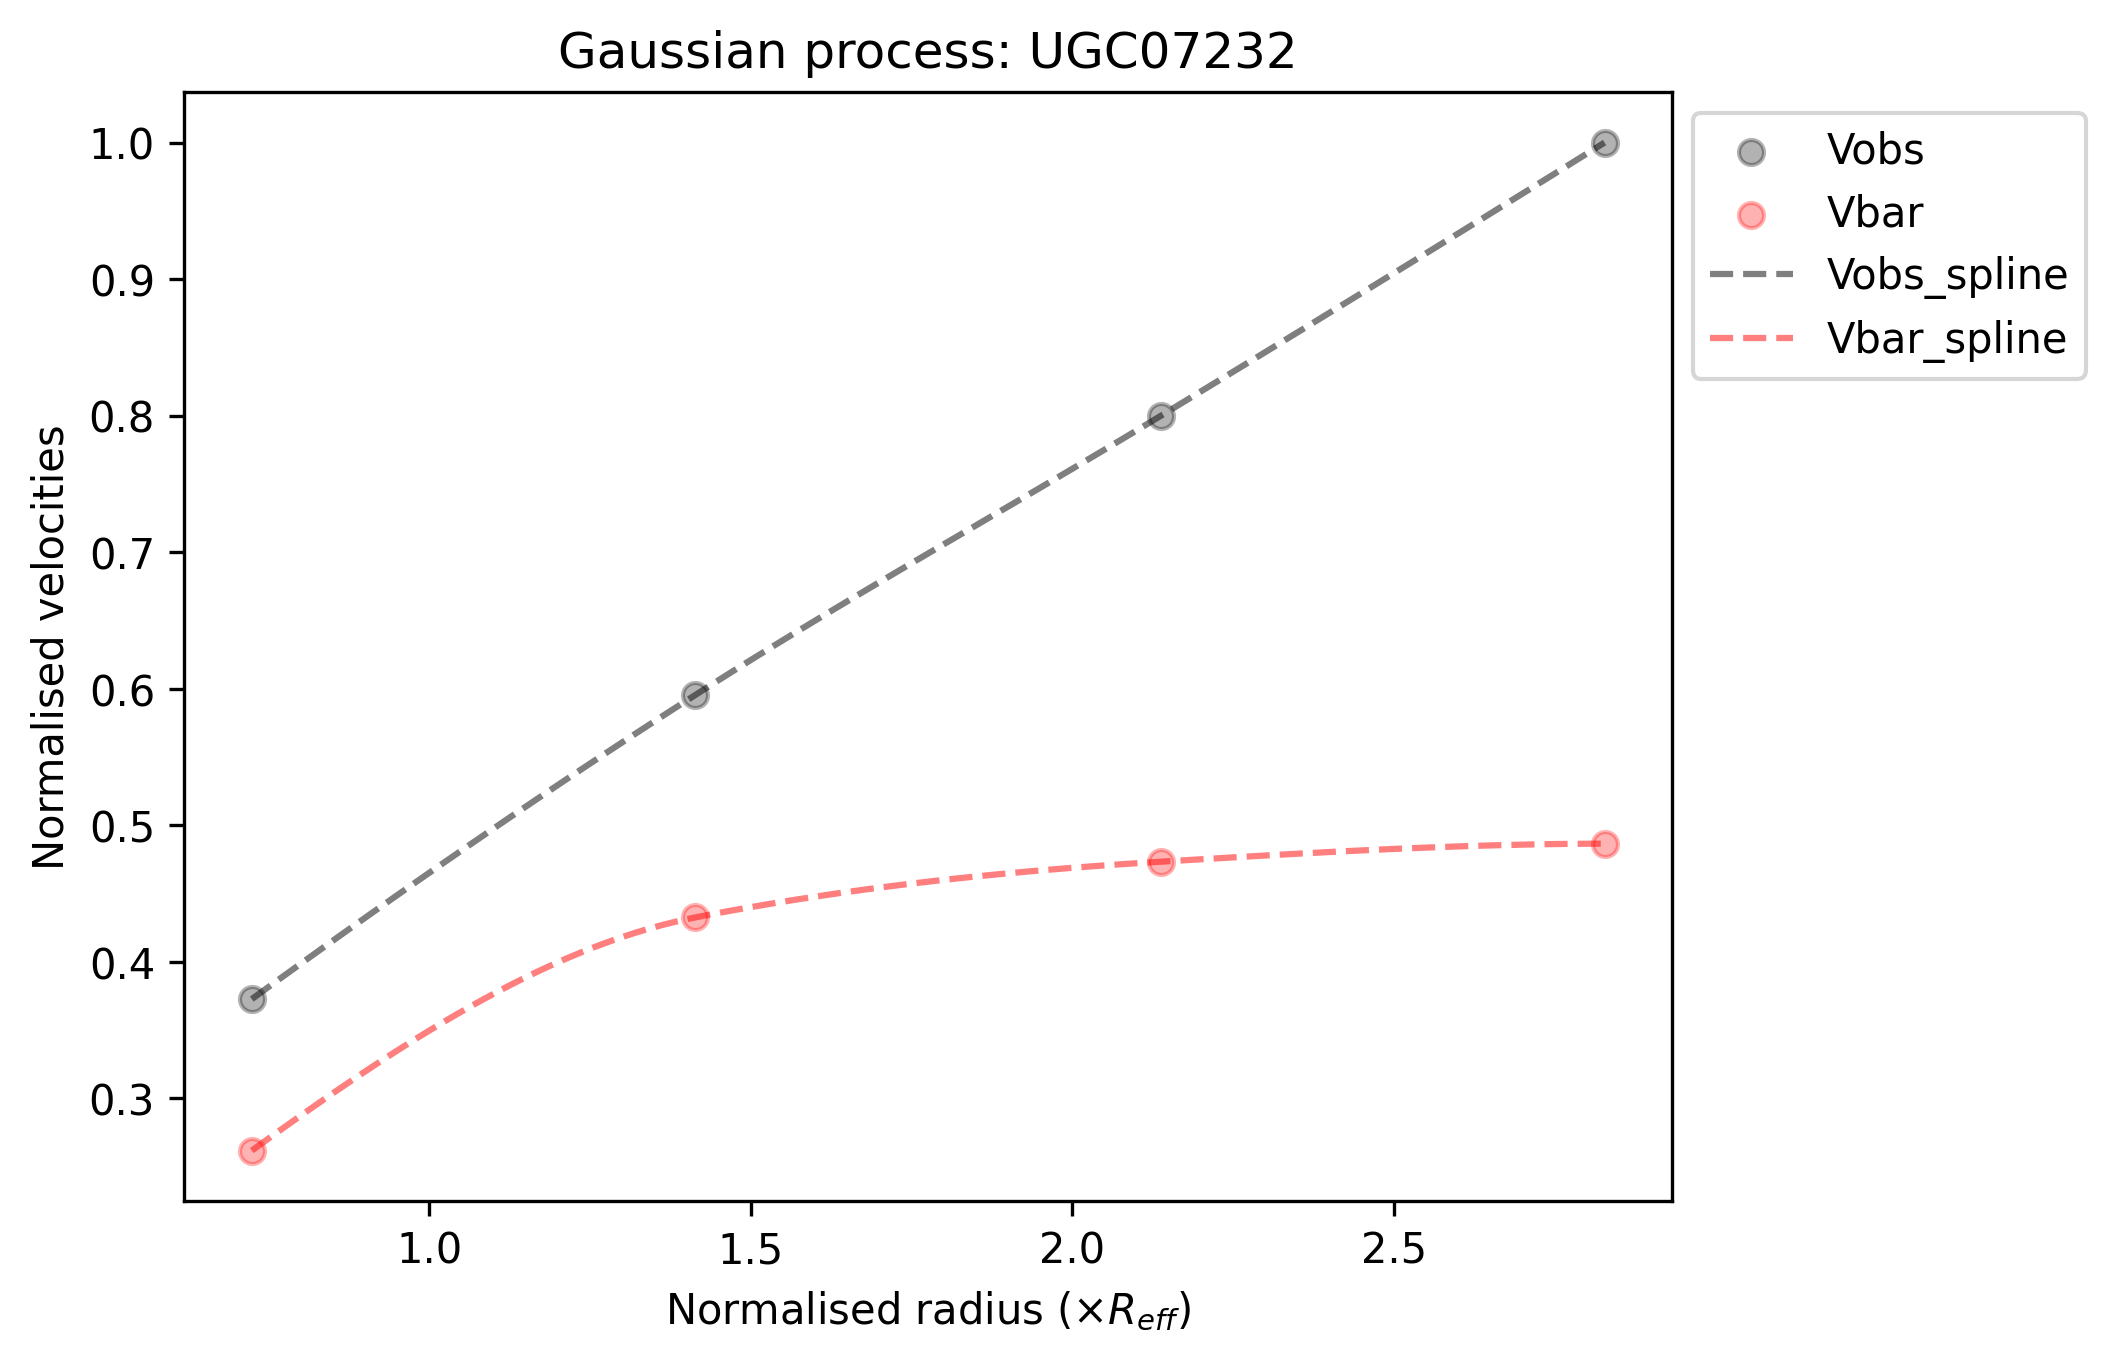 Gaussian process: UGC07232
1.0
0.9
0.8
0.7
0.6
0.5
0.4
0.3
Normalised velocities
1.0 1.5 2.0 2.5
Normalised radius (×R_eff)
Vobs
Vbar
Vobs_spline
Vbar_spline